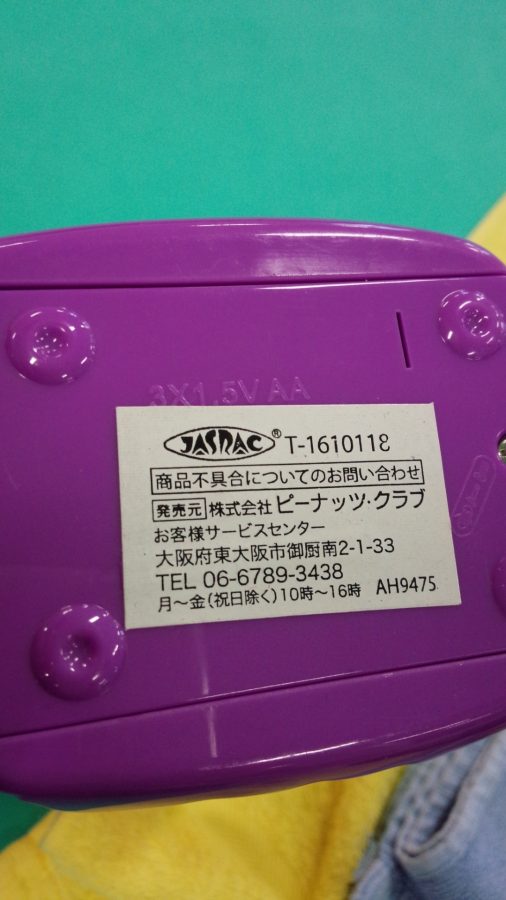 3X1.5V AA
JASRAC® T-1610118
商品不具合についてのお問い合わせ
発売元 株式会社 ピーナッツ・クラブ
お客様サービスセンター
大阪府東大阪市御厨南2-1-33
TEL 06-6789-3438
月～金(祝日除く)10時～16時 AH9475